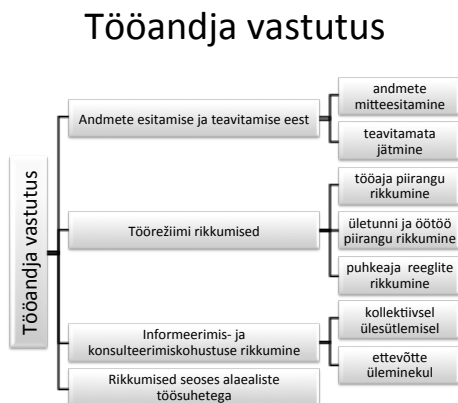 Tööandja vastutus
Tööandja vastutus
Andmete esitamise ja teavitamise eest
andmete
mitteesitamine
teavitamata
jätmine
Töörežiimi rikkumised
tööaja piirangu
rikkumine
ületunni ja öötöö
piirangu rikkumine
puhkeaja reeglite
rikkumine
Informeerimis- ja
konsulteerimiskohustuse rikkumine
kollektiivsel
ülesütlemisel
ettevõtte
üleminekul
Rikkumised seoses alaealiste
töösuhetega